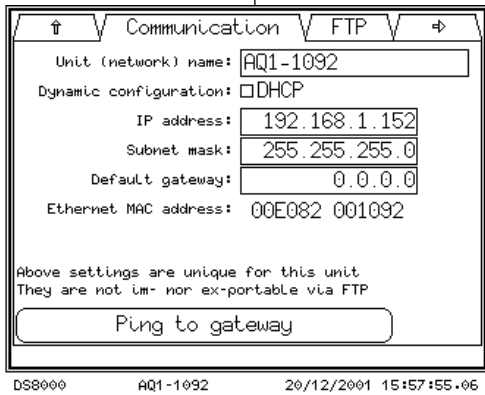 Communication FTP
Unit (network) name: AQ1-1092
Dynamic configuration: DHCP
IP address: 192.168.1.152
Subnet mask: 255.255.255.0
Default gateway: 0.0.0.0
Ethernet MAC address: 00E082 001092
Above settings are unique for this unit
They are not im- nor ex-portable via FTP
Ping to gateway
DS8000 AQ1-1092 20/12/2001 15:57:55.06